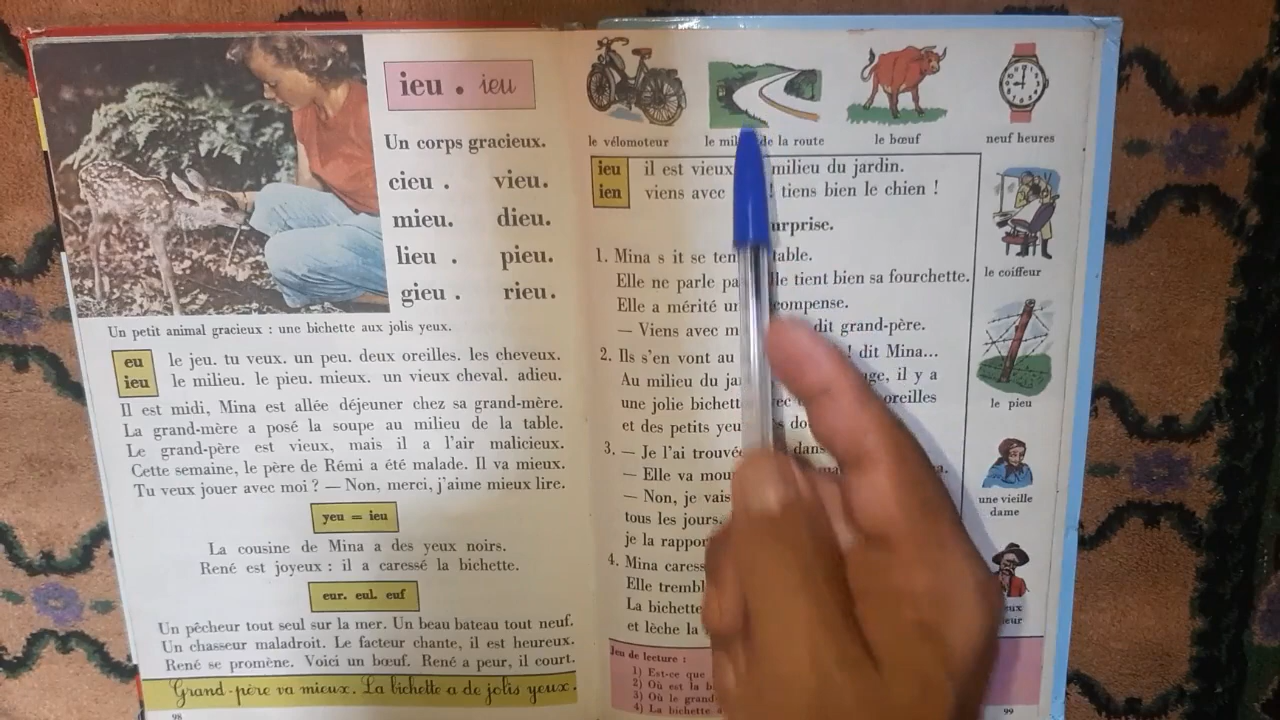 ieu . ieu
Un corps gracieux.
cieu . vieu.
mieu. dieu.
lieu . pieu.
gieu . rieu.
Un petit animal gracieux : une bichette aux jolis yeux.
eu le jeu. tu veux. un peu. deux oreilles. les cheveux.
ieu le milieu. le pieu. mieux. un vieux cheval. adieu.
Il est midi, Mina est allée déjeuner chez sa grand-mère.
La grand-mère a posé la soupe au milieu de la table.
Le grand-père est vieux, mais il a l'air malicieux.
Cette semaine, le père de Rémi a été malade. Il va mieux.
Tu veux jouer avec moi ? — Non, merci, j'aime mieux lire.
yeu = ieu
La cousine de Mina a des yeux noirs.
René est joyeux : il a caressé la bichette.
eur. eul. euf
Un pêcheur tout seul sur la mer. Un beau bateau tout neuf.
Un chasseur maladroit. Le facteur chante, il est heureux.
René se promène. Voici un bœuf. René a peur, il court.
Grand-père va mieux. La bichette a de jolis yeux.
98
le vélomoteur
le de la route
le bœuf
neuf heures
ieu il est vieux milieu du jardin.
ien viens avec ! tiens bien le chien !
1. Mina s it se table.
Elle ne parle tient bien sa fourchette.
Elle a mérité
— Viens avec dit grand-père.
2. Ils s'en vont au ! dit Mina...
Au milieu du il y a
une jolie oreilles
et des petits
3. — Je l'ai dans
— Elle va
— Non, je vais
tous les jours.
je la
4. Mina
Elle
La bichette
et lèche la
Jeu de lecture :
1) Est-ce que
2) Où est la
3) Où le
4) La bichette
le coiffeur
le pieu
une vieille
dame
99